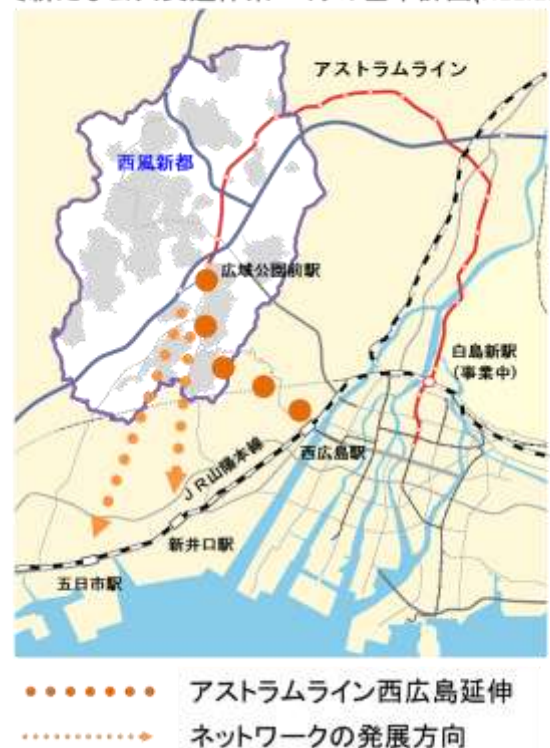 アストラムライン
西風新都
広域公園前駅
白島新駅
(事業中)
西広島駅
JR山陽本線
新井口駅
五日市駅
アストラムライン西広島延伸
ネットワークの発展方向